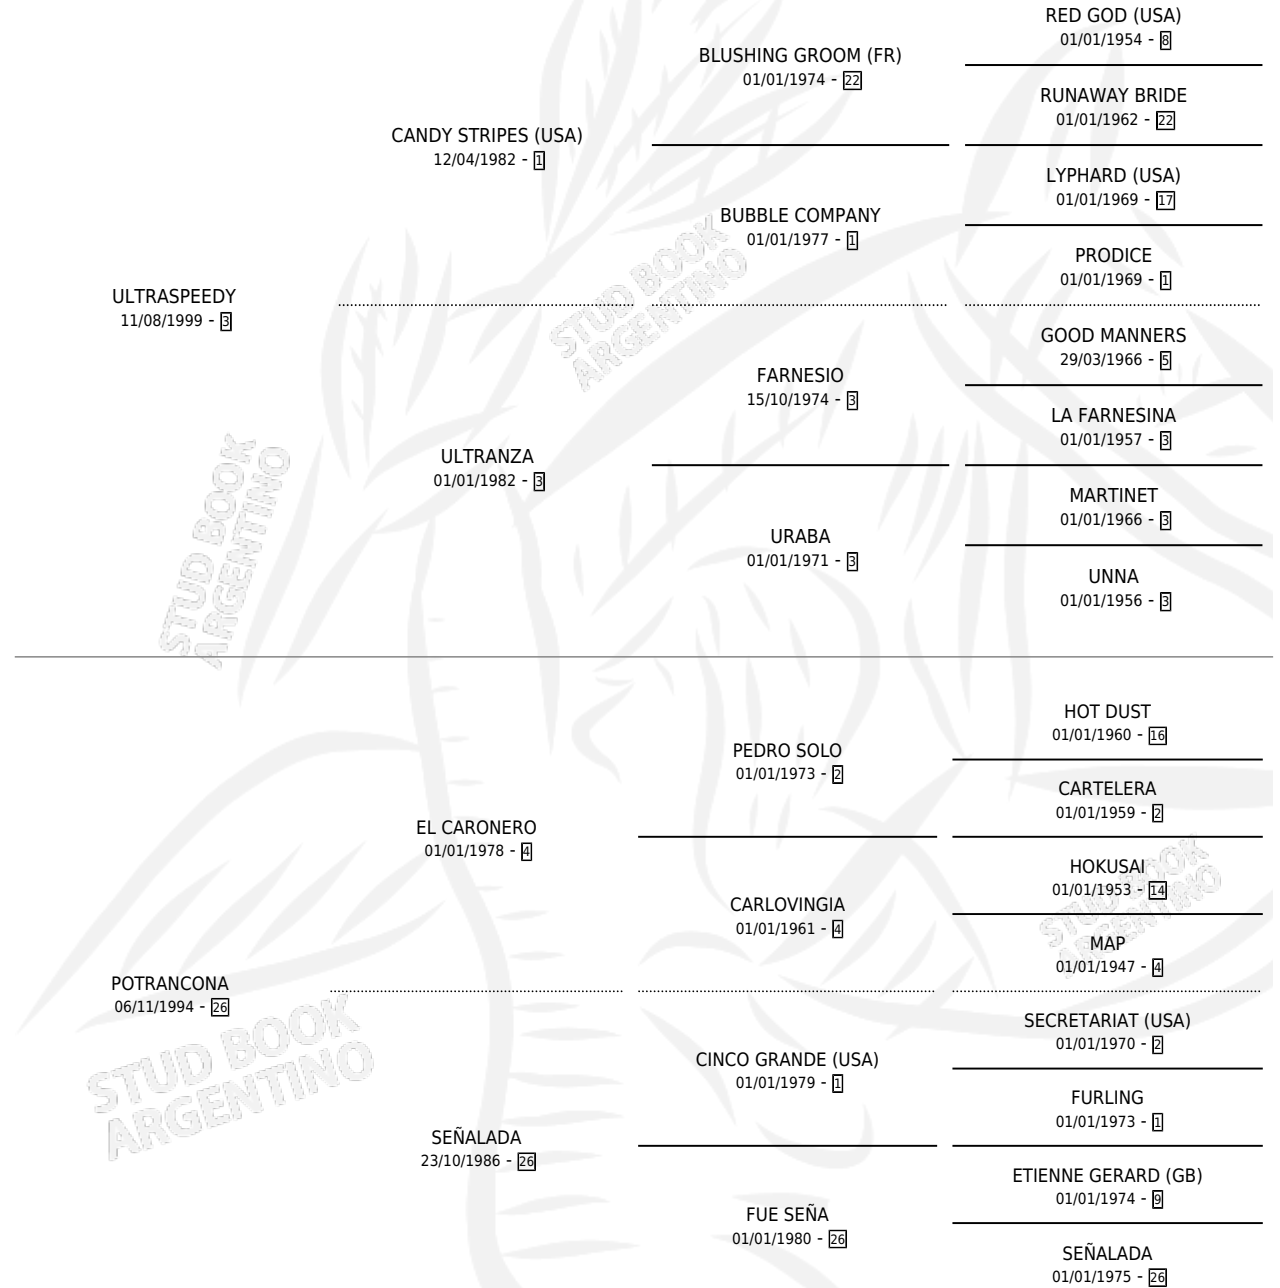 RED GOD (USA)
01/01/1954 - 8
BLUSHING GROOM (FR)
01/01/1974 - 22
RUNAWAY BRIDE
01/01/1962 - 22
CANDY STRIPES (USA)
12/04/1982 - 1
LYPHARD (USA)
01/01/1969 - 17
BUBBLE COMPANY
01/01/1977 - 1
PRODICE
01/01/1969 - 1
ULTRASPEEDY
11/08/1999 - 3
STUD BOOK
ARGENTINO
GOOD MANNERS
29/03/1966 - 5
FARNESIO
15/10/1974 - 3
LA FARNESINA
01/01/1957 - 3
ULTRANZA
01/01/1982 - 3
MARTINET
01/01/1966 - 3
URABA
01/01/1971 - 3
UNNA
01/01/1956 - 3
STUD BOOK
ARGENTINO
HOT DUST
01/01/1960 - 16
PEDRO SOLO
01/01/1973 - 2
CARTELERA
01/01/1959 - 2
EL CARONERO
01/01/1978 - 4
HOKUSAI
01/01/1953 - 14
CARLOVINGIA
01/01/1961 - 4
STUD BOOK
ARGENTINO
MAP
01/01/1947 - 4
POTRANCONA
06/11/1994 - 26
STUD BOOK
ARGENTINO
SECRETARIAT (USA)
01/01/1970 - 2
CINCO GRANDE (USA)
01/01/1979 - 1
FURLING
01/01/1973 - 1
SEÑALADA
23/10/1986 - 26
ETIENNE GERARD (GB)
01/01/1974 - 9
FUE SEÑA
01/01/1980 - 26
SEÑALADA
01/01/1975 - 26